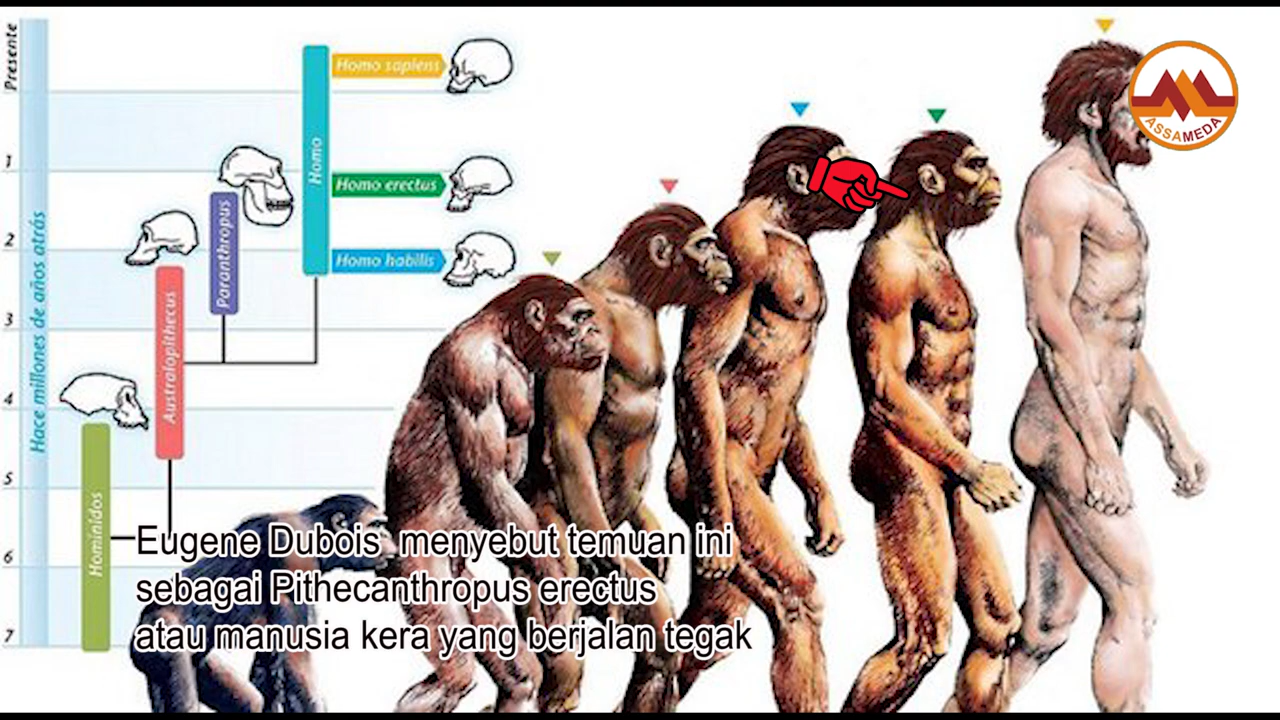 Presente
Homo sapiens
Homo erectus
Homo habilis
Homo
Paranthropus
Australopithecus
Homínidos
Hace millones de años atrás
1
2
3
4
5
6
7
ASSAMEDA
Eugene Dubois menyebut temuan ini
sebagai Pithecanthropus erectus
atau manusia kera yang berjalan tegak